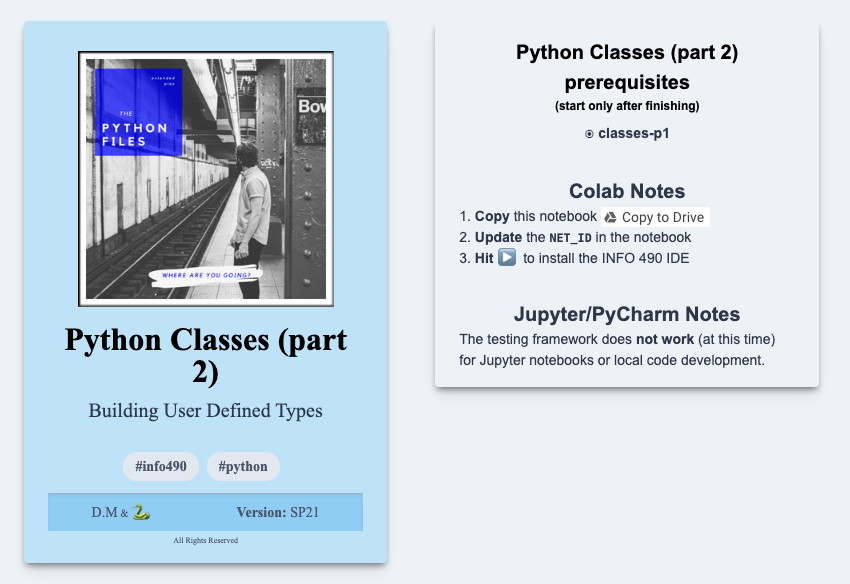 extended
play
THE
PYTHON
FILES
Bow
WHERE ARE YOU GOING?
Python Classes (part
2)
Building User Defined Types
#info490
#python
D.M &
Version: SP21
All Rights Reserved
Python Classes (part 2)
prerequisites
(start only after finishing)
classes-p1
Colab Notes
1. Copy this notebook Copy to Drive
2. Update the NET_ID in the notebook
3. Hit to install the INFO 490 IDE
Jupyter/PyCharm Notes
The testing framework does not work (at this time)
for Jupyter notebooks or local code development.